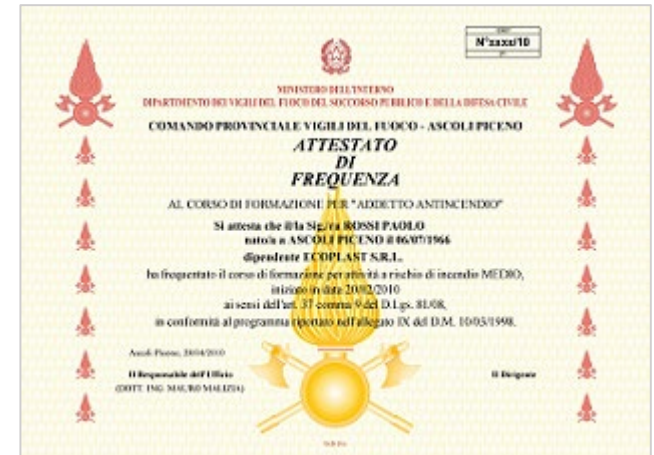 N°xxxx/10
MINISTERO DELL'INTERNO
DIPARTIMENTO DEI VIGILI DEL FUOCO DEL SOCCORSO PUBBLICO E DELLA DIFESA CIVILE
COMANDO PROVINCIALE VIGILI DEL FUOCO - ASCOLI PICENO
ATTESTATO
DI
FREQUENZA
AL CORSO DI FORMAZIONE PER "ADDETTO ANTINCENDIO"
Si attesta che il/la Sig./ra ROSSI PAOLO
nato/a a ASCOLI PICENO il 06/07/1966
dipendente ECOPLAST S.R.L.
ha frequentato il corso di formazione per attività a rischio di incendio MEDIO,
iniziato in data 20/02/2010
ai sensi dell'art. 37 comma 9 del D.Lgs. 81/08,
in conformità al programma riportato nell'allegato IX del D.M. 10/03/1998.
Ascoli Piceno, 28/04/2010
Il Responsabile dell'Ufficio
Il Dirigente
(DOTT. ING. MAURO MALIZIA)